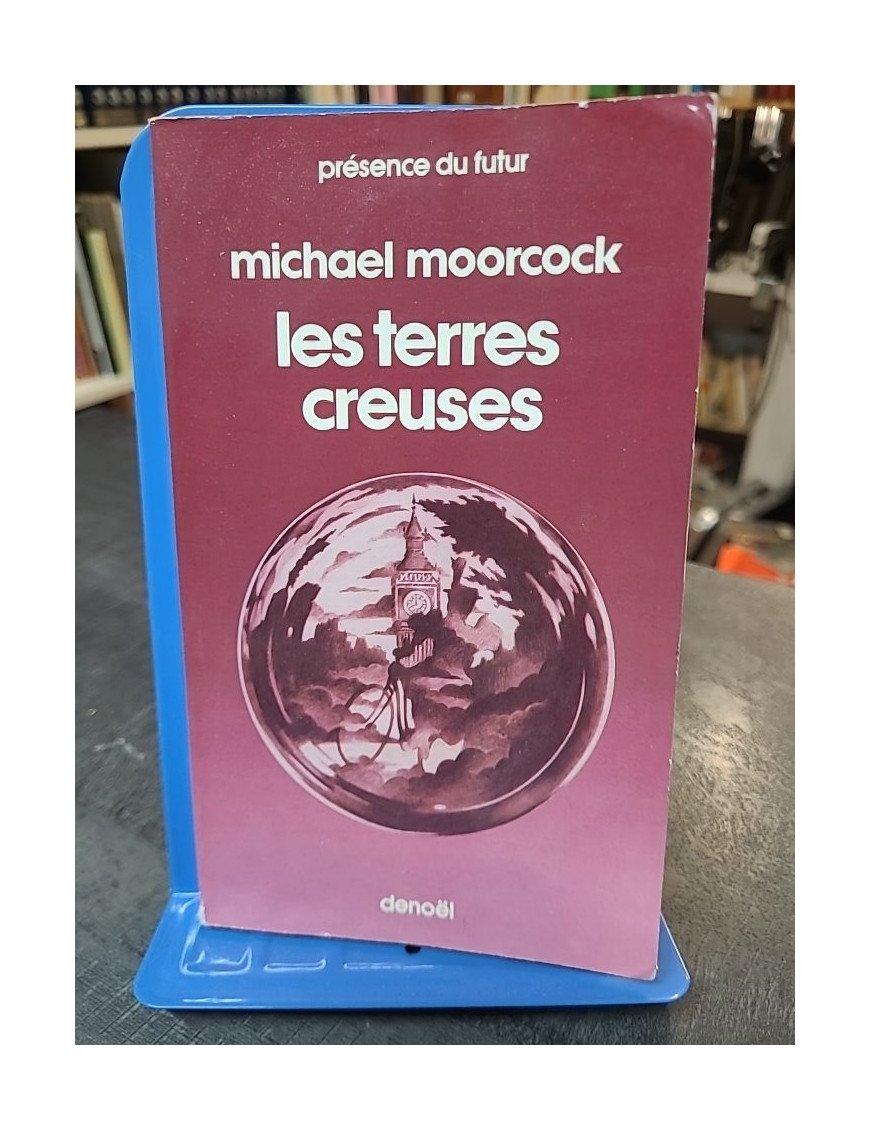 présence du futur
michael moorcock
les terres
creuses
denoël